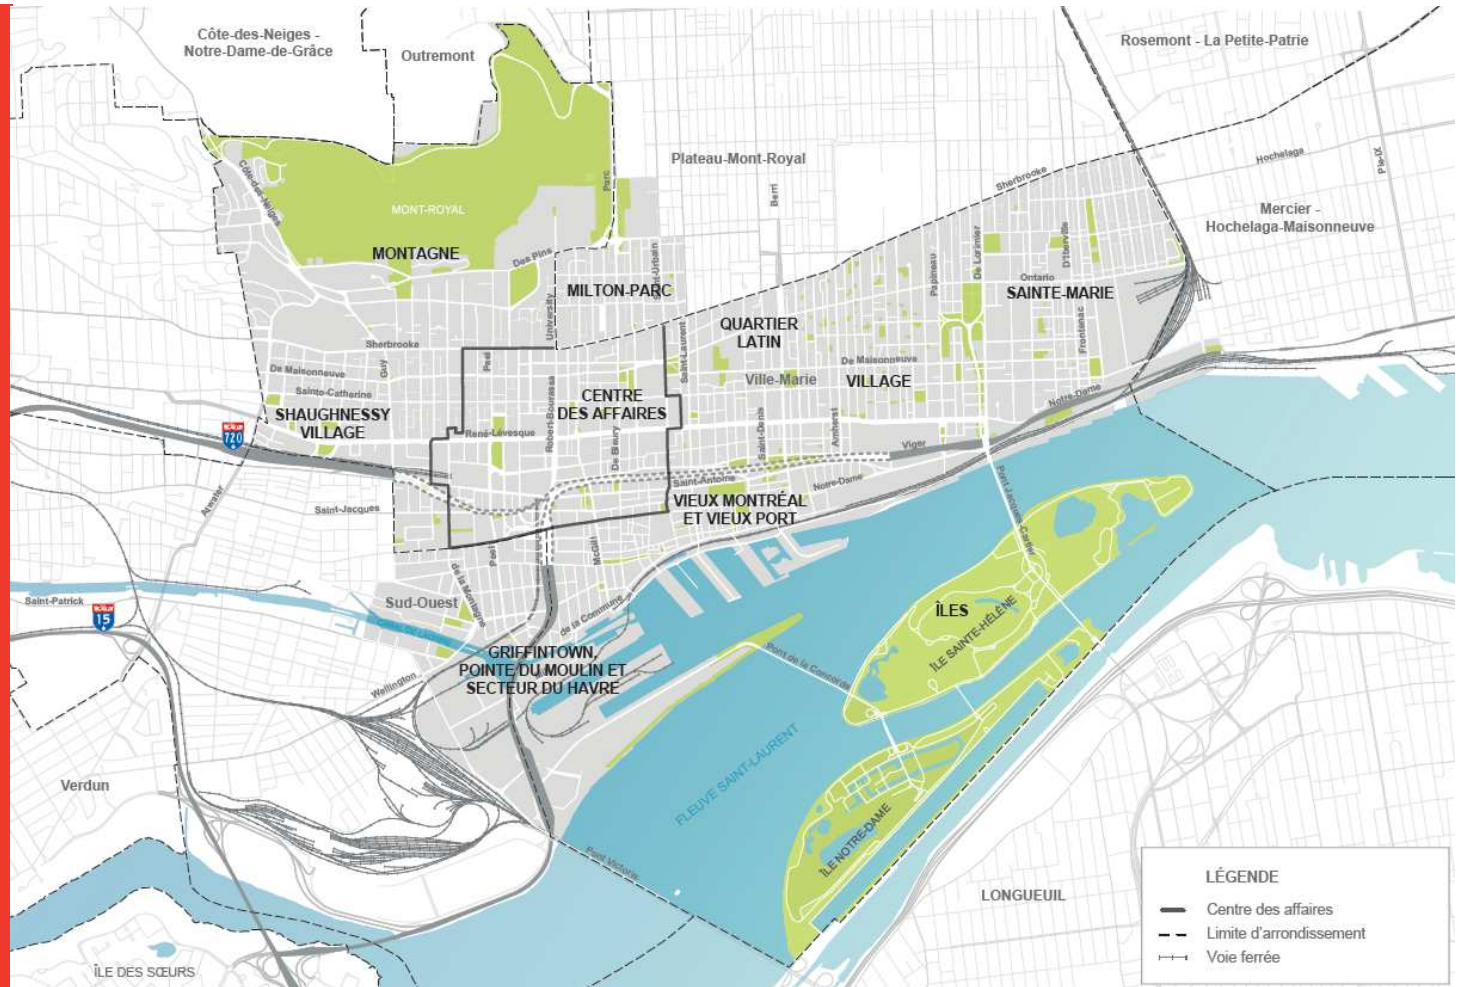 Côte-des-Neiges -
Notre-Dame-de-Grâce
Outremont
Rosemont - La Petite-Patrie
Plateau-Mont-Royal
Berri
Parc
Côte-des-Neiges
Sherbrooke
Hochelaga
Pie-IX
Mercier -
Hochelaga-Maisonneuve
MONT-ROYAL
MONTAGNE
Des Pins
Saint-Urbain
MILTON-PARC
University
Papineau
De Lorimier
D'Iberville
Ontario
SAINTE-MARIE
Frontenac
QUARTIER
LATIN
Saint-Laurent
Sherbrooke
Guy
Peel
De Maisonneuve
Sainte-Catherine
De Maisonneuve
Ville-Marie
VILLAGE
Notre-Dame
SHAUGHNESSY
VILLAGE
CENTRE
DES AFFAIRES
Robert-Bourassa
De Bleury
René-Lévesque
Saint-Denis
Amherst
Viger
720
Saint-Antoine
Notre-Dame
Atwater
Saint-Jacques
VIEUX MONTRÉAL
ET VIEUX PORT
Pont Jacques-Cartier
Peel
McGill
de la Montagne
de la Commune
Saint-Patrick
15
Sud-Ouest
ÎLES
ÎLE SAINTE-HÉLÈNE
GRIFFINTOWN,
POINTE DU MOULIN ET
SECTEUR DU HAVRE
Wellington
Pont de la Concorde
FLEUVE SAINT-LAURENT
Verdun
ÎLE NOTRE-DAME
Pont Victoria
LONGUEUIL
ÎLE DES SŒURS
LÉGENDE
Centre des affaires
Limite d'arrondissement
Voie ferrée